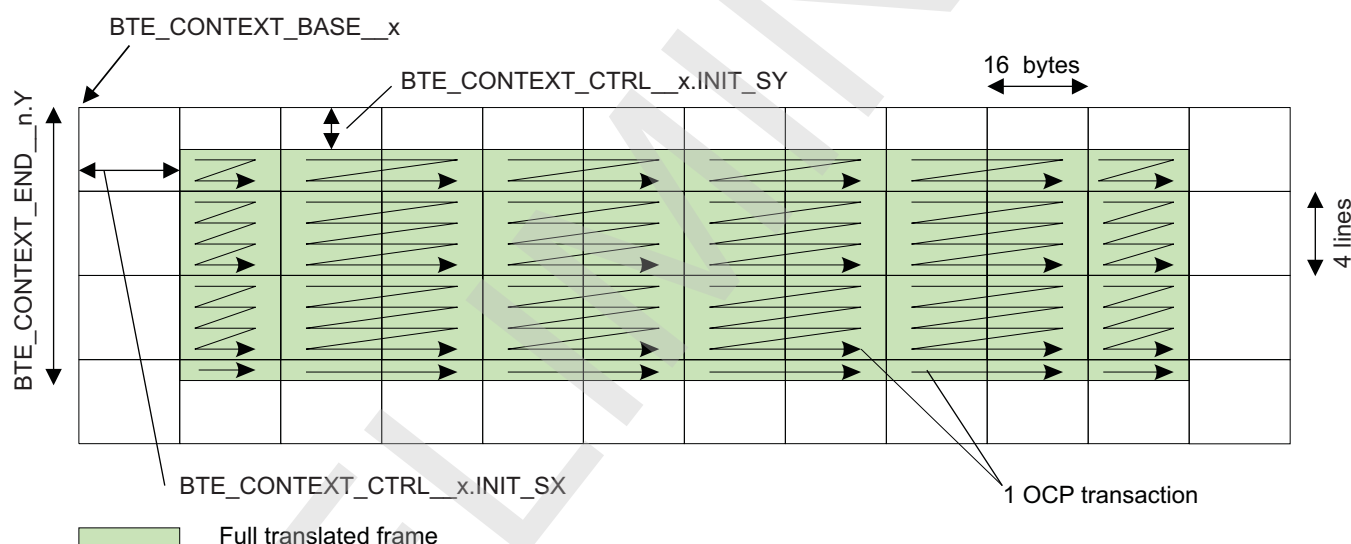 BTE_CONTEXT_BASE__x
BTE_CONTEXT_CTRL__x.INIT_SY
16 bytes
BTE_CONTEXT_END__n.Y
4 lines
BTE_CONTEXT_CTRL__x.INIT_SX
1 OCP transaction
Full translated frame